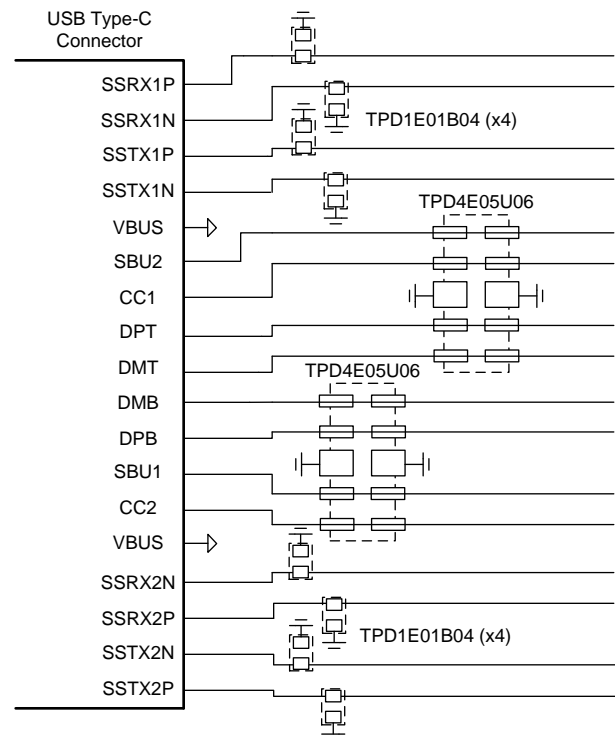 USB Type-C
Connector
SSRX1P
SSRX1N
TPD1E01B04 (x4)
SSTX1P
SSTX1N
TPD4E05U06
VBUS
SBU2
CC1
DPT
DMT
TPD4E05U06
DMB
DPB
SBU1
CC2
VBUS
SSRX2N
SSRX2P
TPD1E01B04 (x4)
SSTX2N
SSTX2P